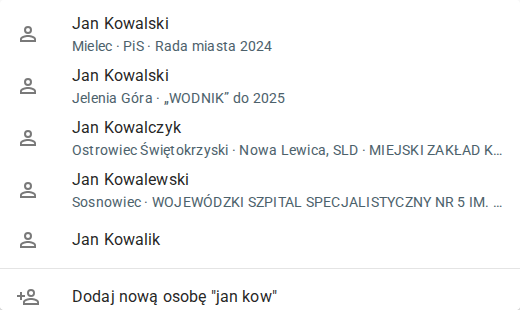 Jan Kowalski
Mielec · PiS · Rada miasta 2024
Jan Kowalski
Jelenia Góra · „WODNIK” do 2025
Jan Kowalczyk
Ostrowiec Świętokrzyski · Nowa Lewica, SLD · MIEJSKI ZAKŁAD K...
Jan Kowalewski
Sosnowiec · WOJEWÓDZKI SZPITAL SPECJALISTYCZNY NR 5 IM. ...
Jan Kowalik
Dodaj nową osobę "jan kow"